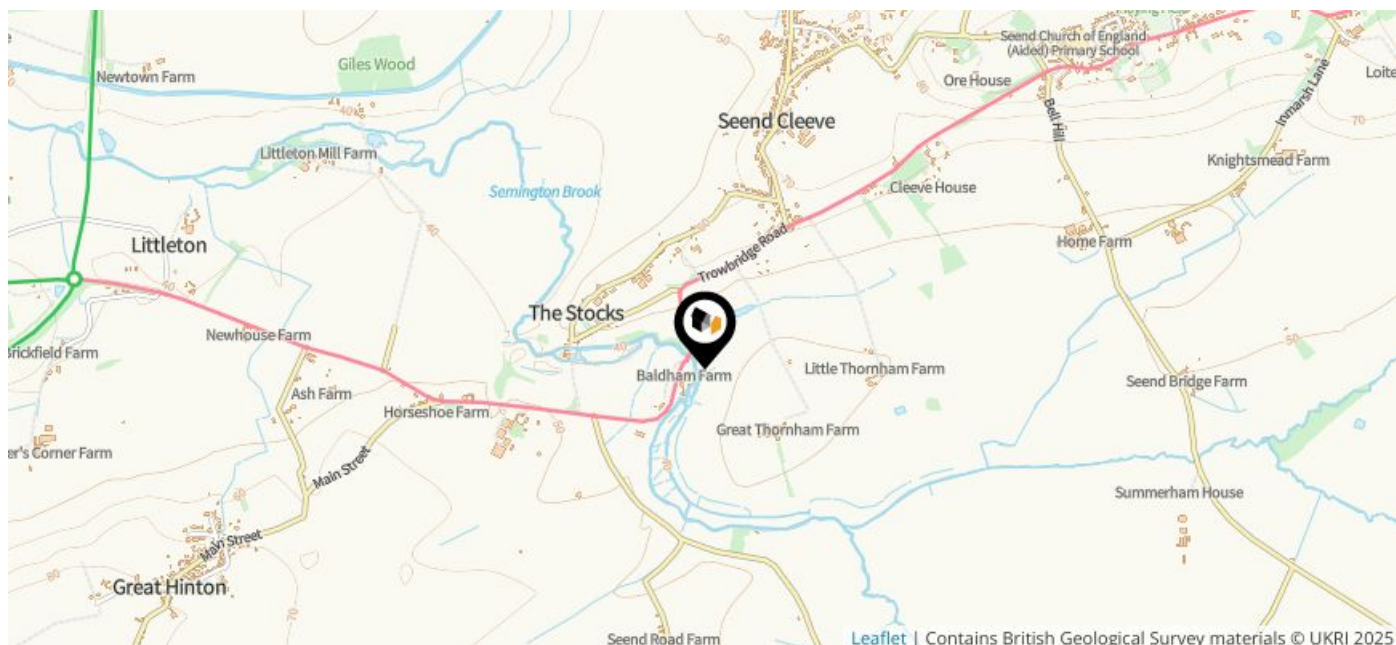 Newtown Farm
Giles Wood
Seend Church of England
(Aided) Primary School
Ore House
Loite
Seend Cleeve
Bell Hill
Inmarsh Lane
Littleton Mill Farm
Knightsmead Farm
Semington Brook
Cleeve House
Littleton
Trowbridge Road
Home Farm
The Stocks
Newhouse Farm
Brickfield Farm
Baldham Farm
Little Thornham Farm
Seend Bridge Farm
Ash Farm
Horseshoe Farm
Great Thornham Farm
er's Corner Farm
Main Street
Summerham House
Main Street
Great Hinton
Seend Road Farm
Leaflet | Contains British Geological Survey materials © UKRI 2025